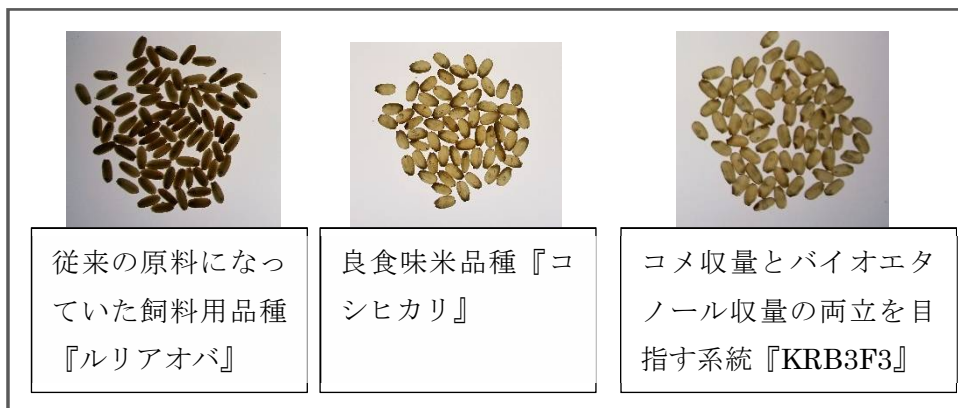 従来の原料になっ
ていた飼料用品種
『ルリアオバ』
良食味米品種『コ
シヒカリ』
コメ収量とバイオエタ
ノール収量の両立を目
指す系統『KRB3F3』